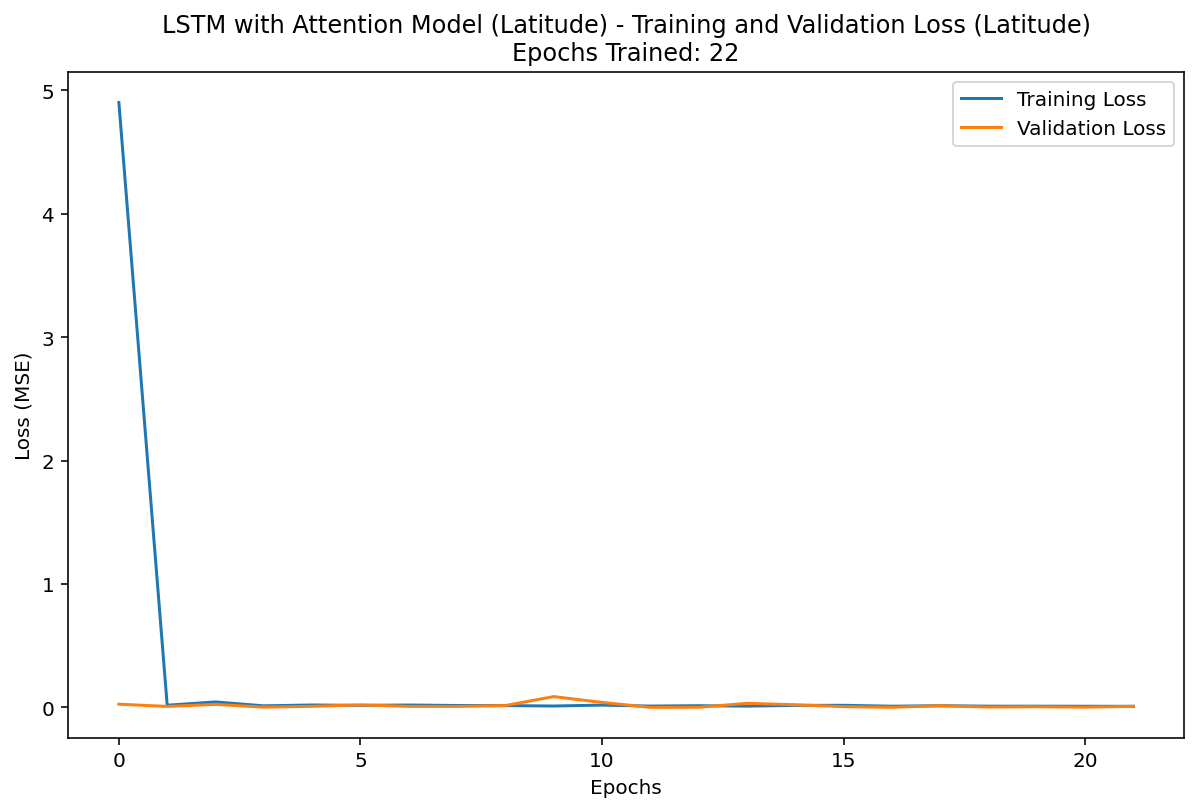 LSTM with Attention Model (Latitude) - Training and Validation Loss (Latitude)
Epochs Trained: 22
Training Loss
Validation Loss
Loss (MSE)
5
4
3
2
1
0
0
5
10
15
20
Epochs